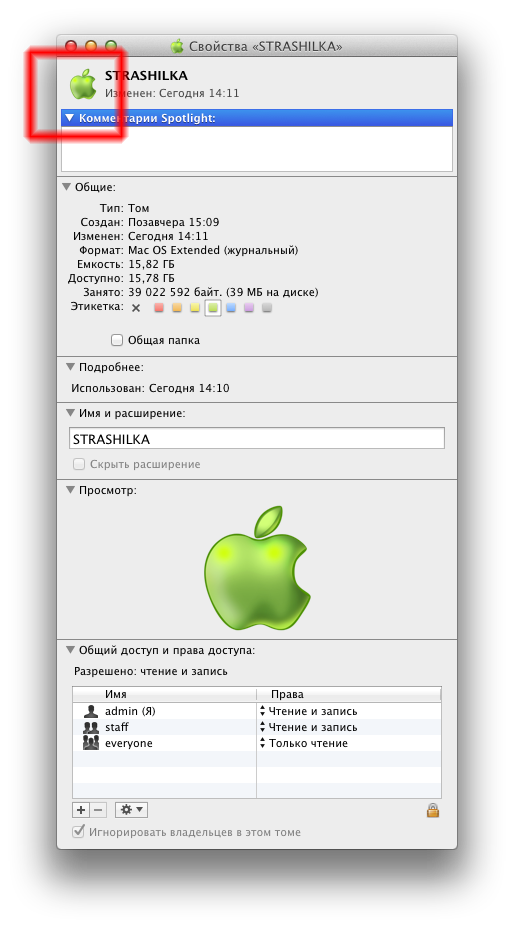 Свойства «STRASHILKA»
STRASHILKA
Изменен: Сегодня 14:11
Комментарии Spotlight:
Общие:
Тип: Том
Создан: Позавчера 15:09
Изменен: Сегодня 14:11
Формат: Mac OS Extended (журнальный)
Емкость: 15,82 ГБ
Доступно: 15,78 ГБ
Занято: 39 022 592 байт. (39 МБ на диске)
Этикетка:
Общая папка
Подробнее:
Использован: Сегодня 14:10
Имя и расширение:
STRASHILKA
Скрыть расширение
Просмотр:
Общий доступ и права доступа:
Разрешено: чтение и запись
Имя Права
admin (Я) Чтение и запись
staff Чтение и запись
everyone Только чтение
Игнорировать владельцев в этом томе